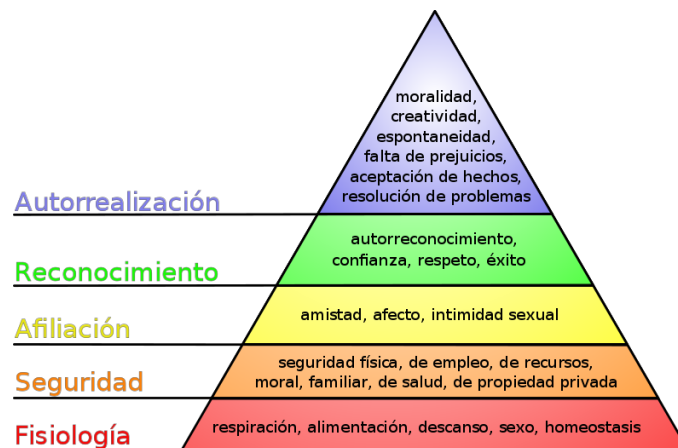 moralidad,
creatividad,
espontaneidad,
falta de prejuicios,
aceptación de hechos,
resolución de problemas
Autorrealización
autorreconocimiento,
confianza, respeto, éxito
Reconocimiento
amistad, afecto, intimidad sexual
Afiliación
seguridad física, de empleo, de recursos,
moral, familiar, de salud, de propiedad privada
Seguridad
respiración, alimentación, descanso, sexo, homeostasis
Fisiología